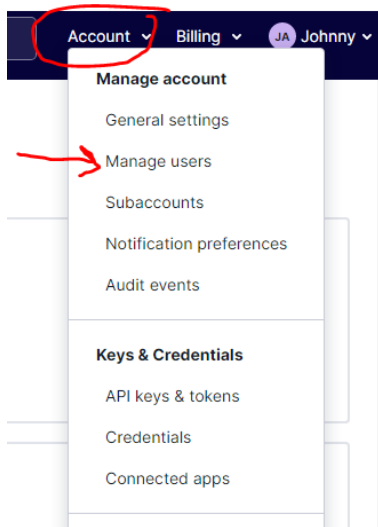 Account Billing JA Johnny
Manage account
General settings
Manage users
Subaccounts
Notification preferences
Audit events
Keys & Credentials
API keys & tokens
Credentials
Connected apps